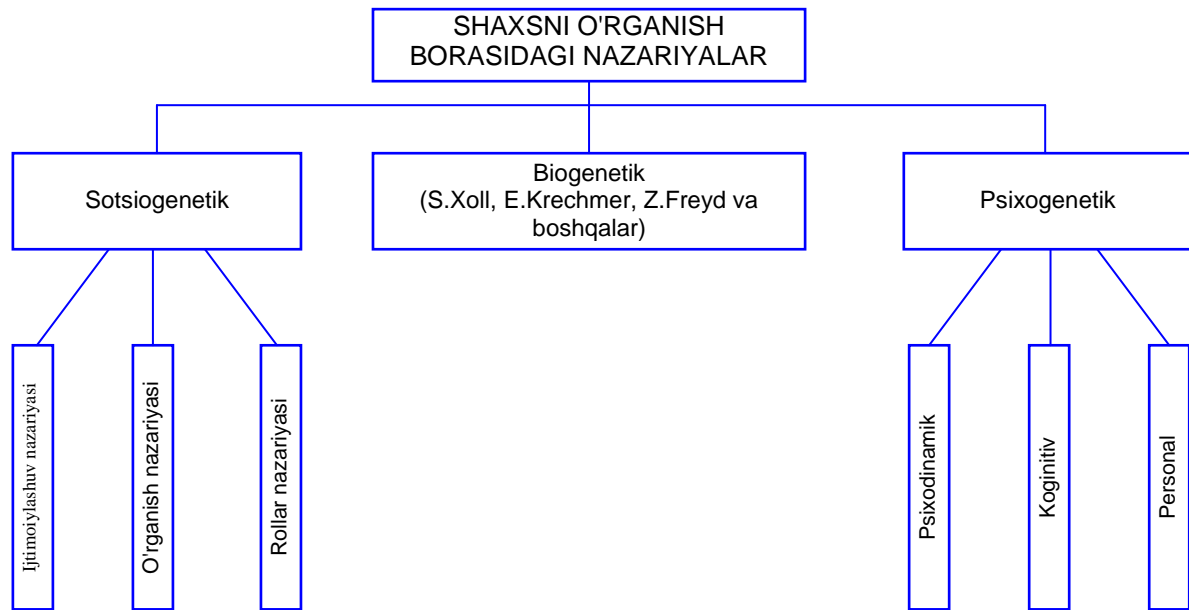 SHAXSNI O'RGANISH
BORASIDAGI NAZARIYALAR
Sotsiogenetik
Biogenetik
(S.Xoll, E.Krechmer, Z.Freyd va
boshqalar)
Psixogenetik
Ijtimoiylashuv nazariyasi
O'rganish nazariyasi
Rollar nazariyasi
Psixodinamik
Koginitiv
Personal